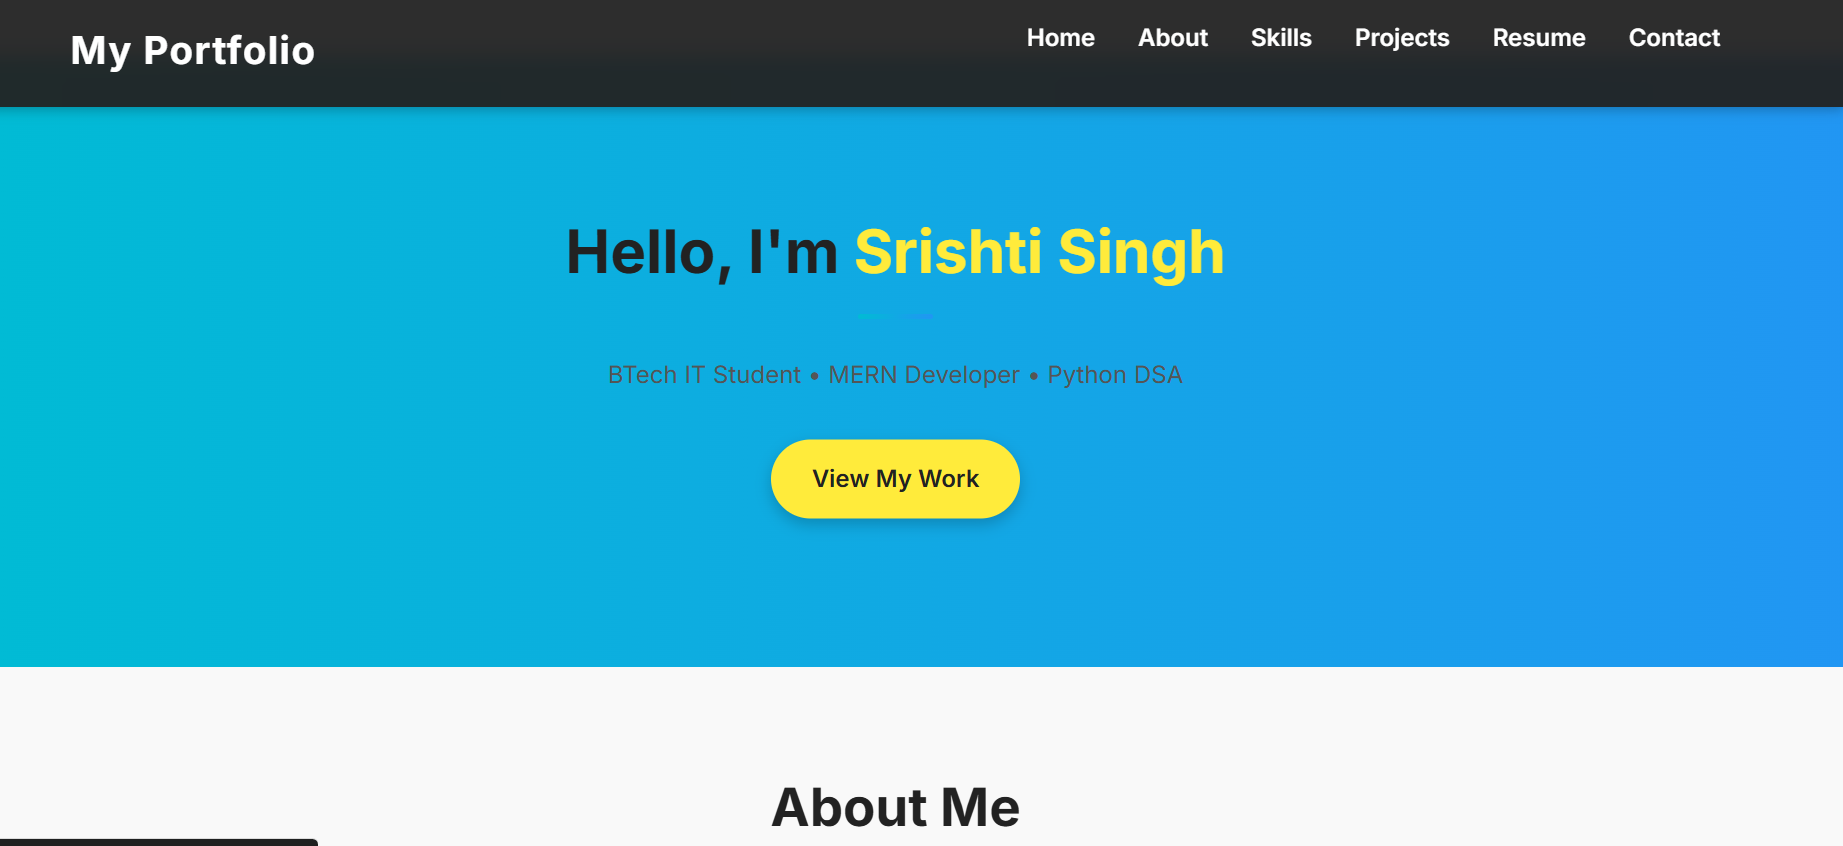 My Portfolio
Home About Skills Projects Resume Contact
Hello, I'm Srishti Singh
BTech IT Student • MERN Developer • Python DSA
View My Work
About Me